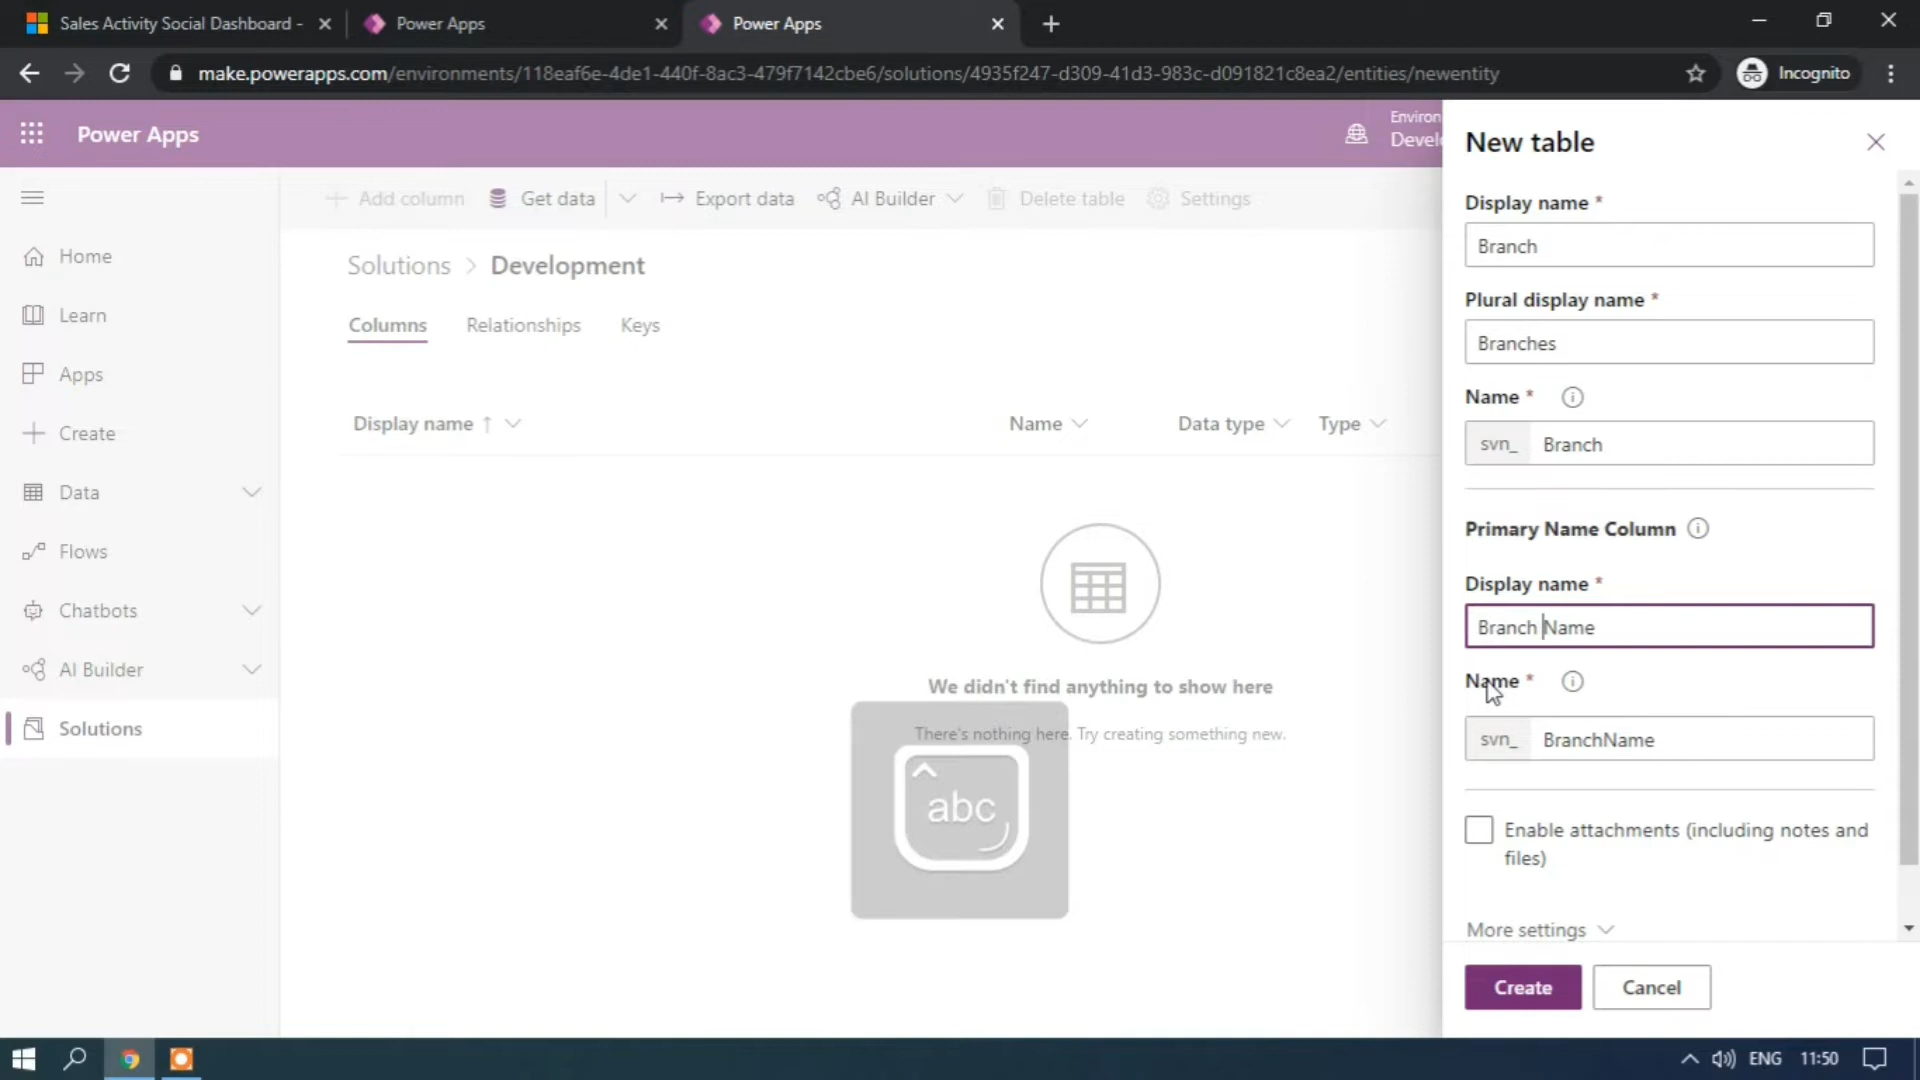 Sales Activity Social Dashboard -
Power Apps
Power Apps
make.powerapps.com/environments/118eaf6e-4de1-440f-8ac3-479f7142cbe6/solutions/4935f247-d309-41d3-983c-d091821c8ea2/entities/newentity
Incognito
Power Apps
Environ
Develo
Add column
Get data
Export data
AI Builder
Delete table
Settings
Home
Learn
Apps
Create
Data
Flows
Chatbots
AI Builder
Solutions
Solutions > Development
Columns
Relationships
Keys
Display name ↑
Name
Data type
Type
We didn't find anything to show here
There's nothing here. Try creating something new.
abc
New table
Display name *
Branch
Plural display name *
Branches
Name *
svn_ Branch
Primary Name Column
Display name *
Branch Name
Name *
svn_ BranchName
Enable attachments (including notes and
files)
More settings
Create
Cancel
ENG
11:50